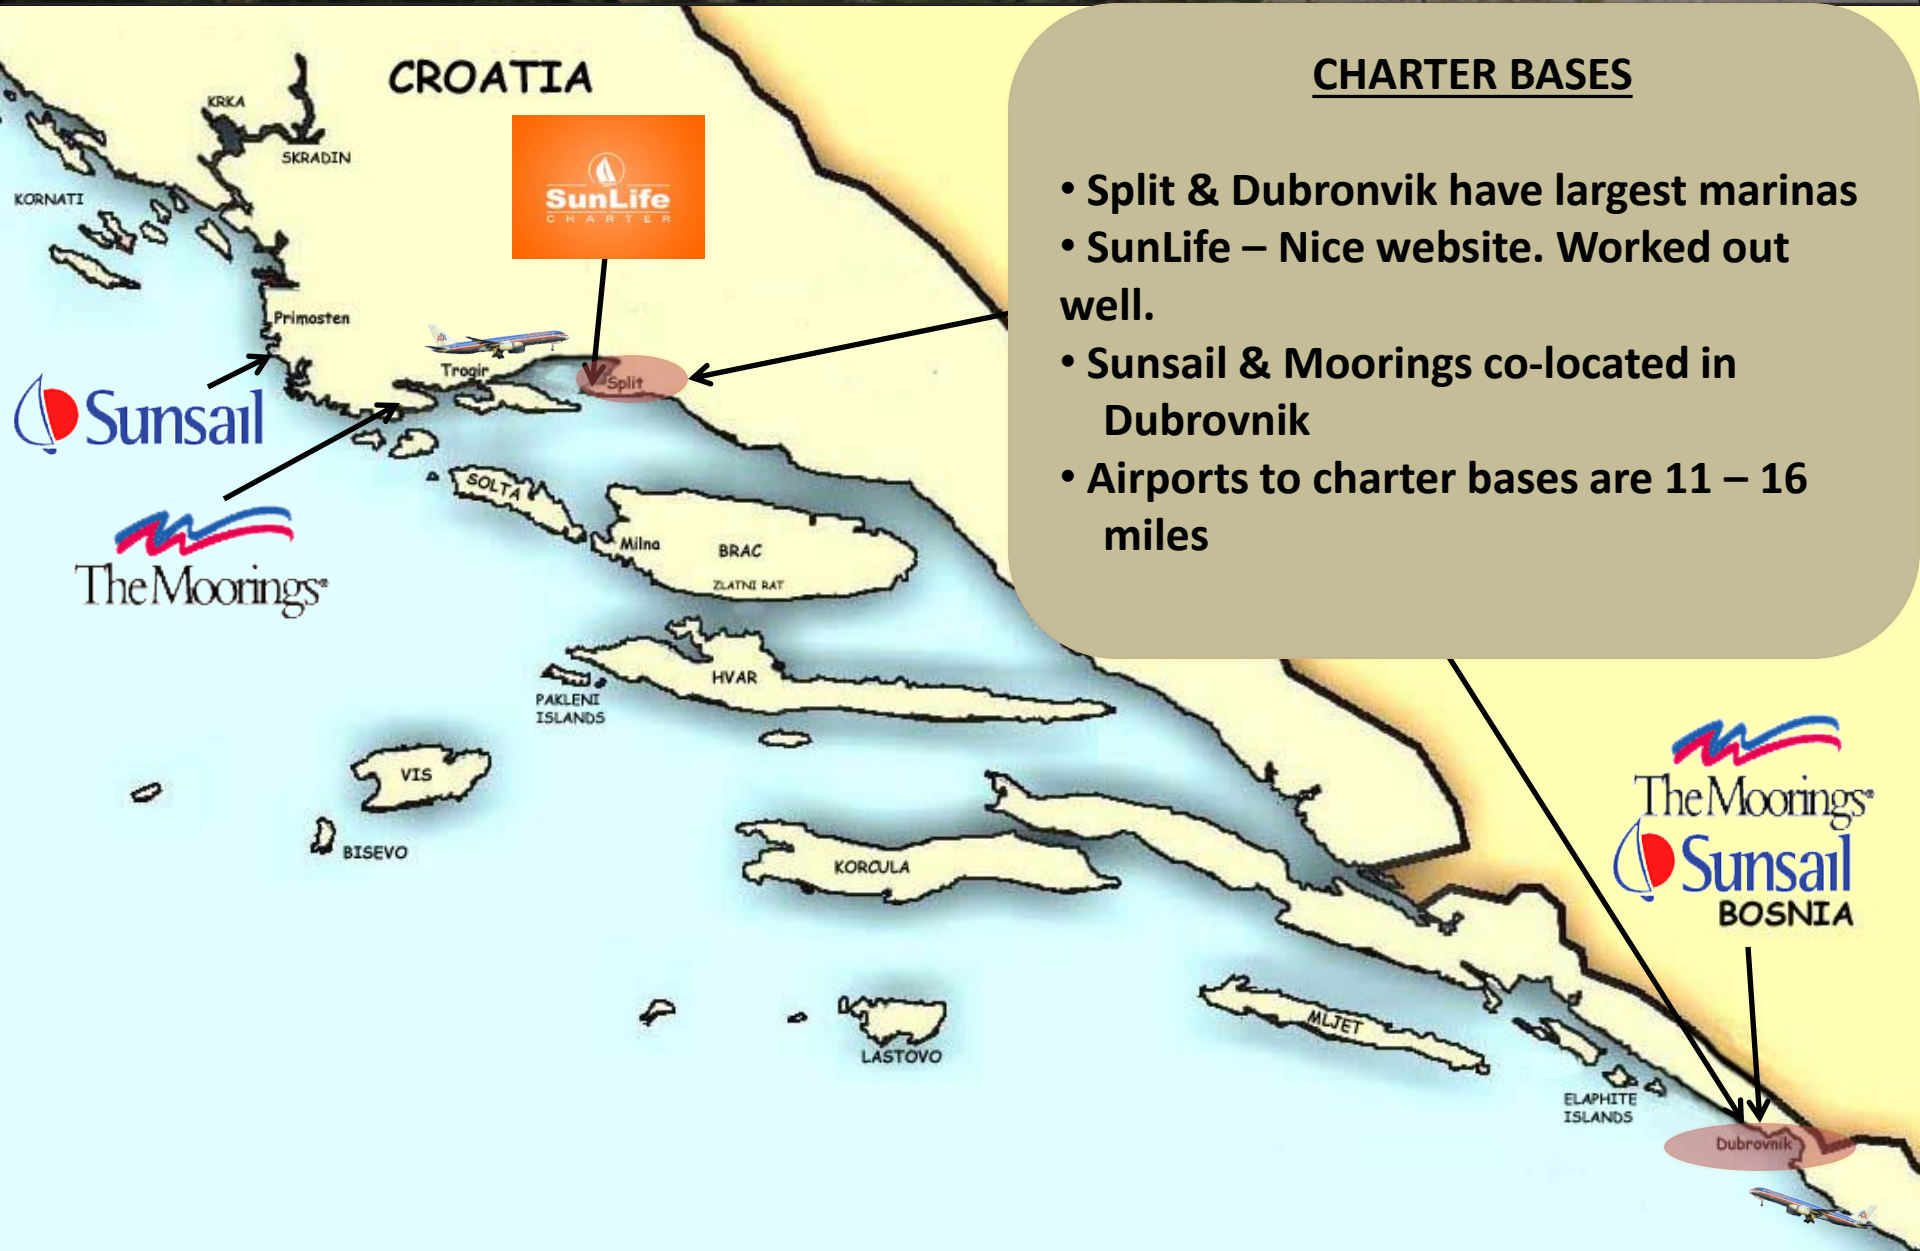 CROATIA
KRKA
SKRADIN
KORNATI
SunLife
CHARTER
Primosten
Trogir
Split
Sunsail
The Moorings®
SOLTA
Milna
BRAC
ZLATNI RAT
HVAR
PAKLENI
ISLANDS
VIS
BISEVO
KORCULA
LASTOVO
MLJET
ELAPHITE
ISLANDS
Dubrovnik
CHARTER BASES
• Split & Dubronvik have largest marinas
• SunLife – Nice website. Worked out
well.
• Sunsail & Moorings co-located in
Dubrovnik
• Airports to charter bases are 11 – 16
miles
The Moorings®
Sunsail
BOSNIA